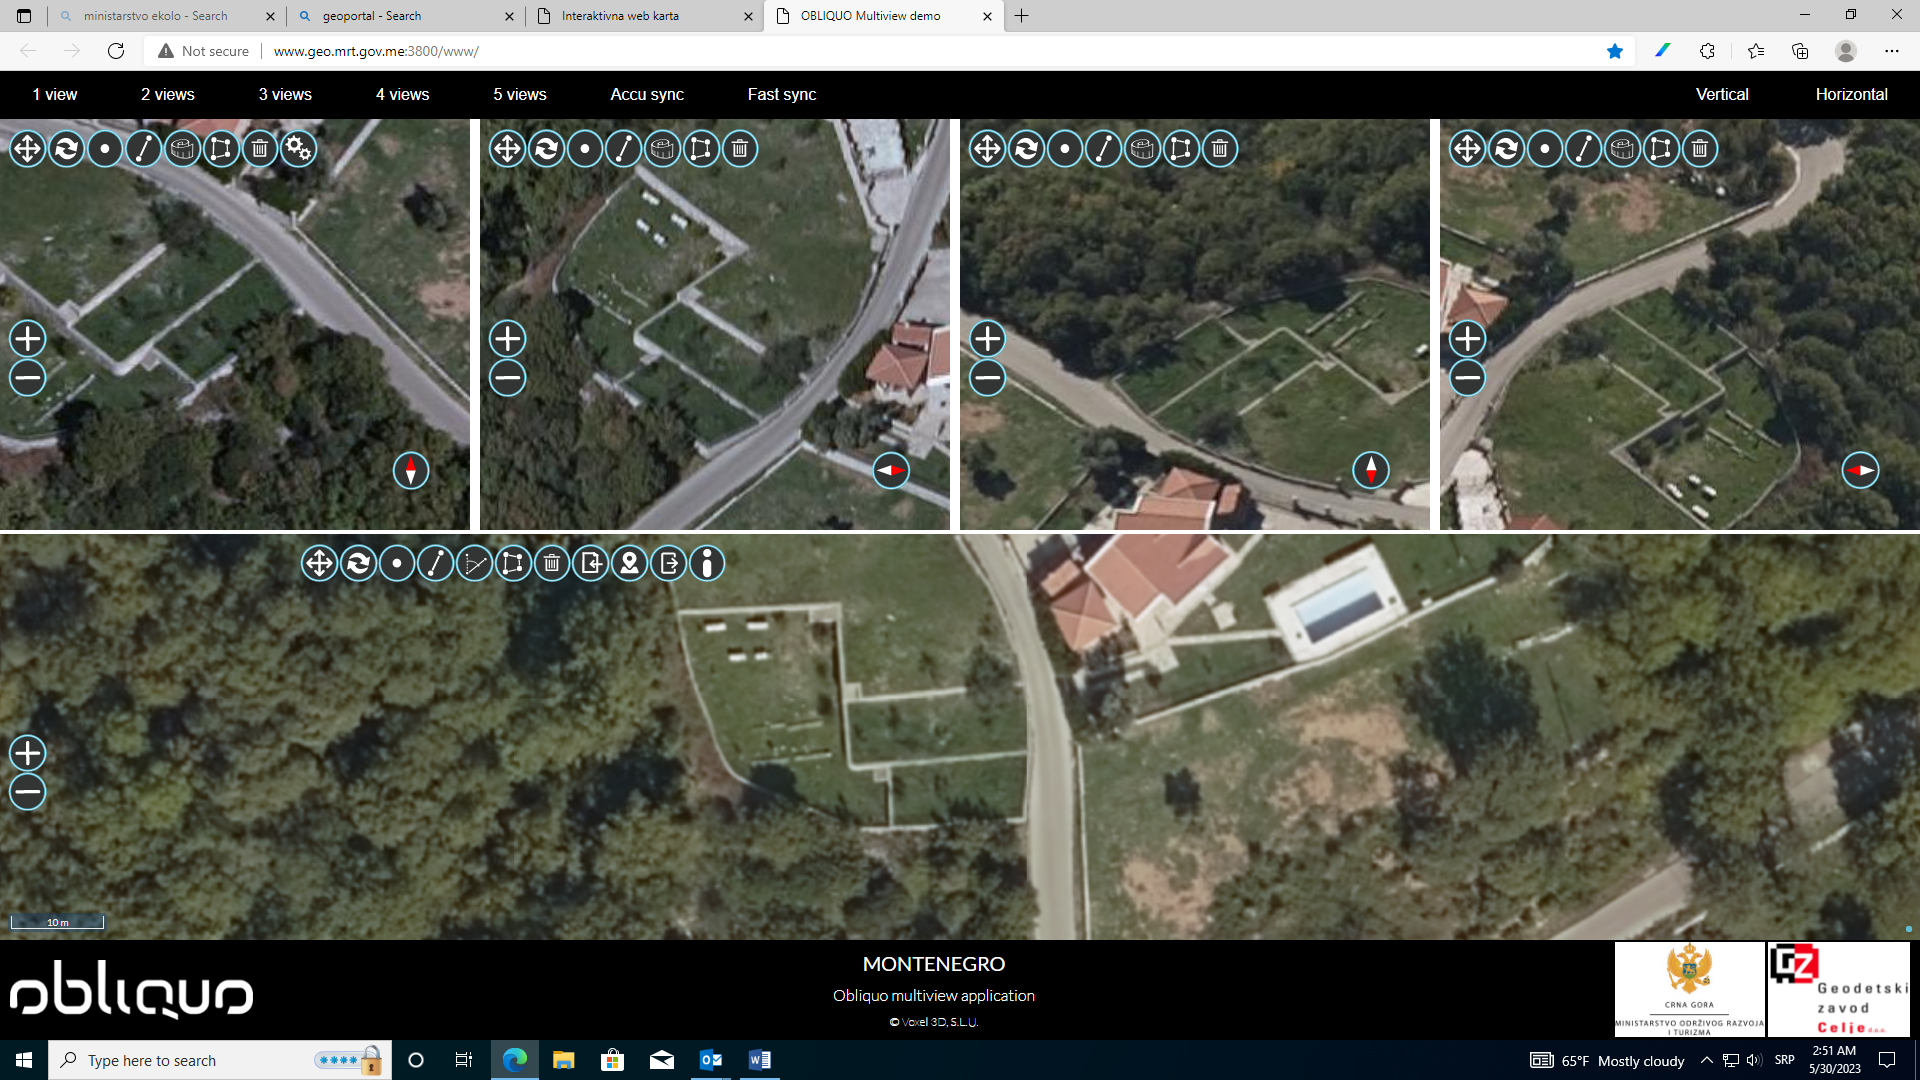 ministarstvo ekolo - Search
geoportal - Search
Interaktivna web karta
OBLIQUO Multiview demo
Not secure
www.geo.mrt.gov.me:3800/www/
1 view
2 views
3 views
4 views
5 views
Accu sync
Fast sync
Vertical
Horizontal
10 m
obliquo
MONTENEGRO
Obliquo multiview application
© Voxel 3D, S.L.U.
CRNA GORA
MINISTARSTVO ODRŽIVOG RAZVOJA
I TURIZMA
GZ
Geodetski
zavod
Celje d.o.o.
Type here to search
65°F Mostly cloudy
SRP
2:51 AM
5/30/2023